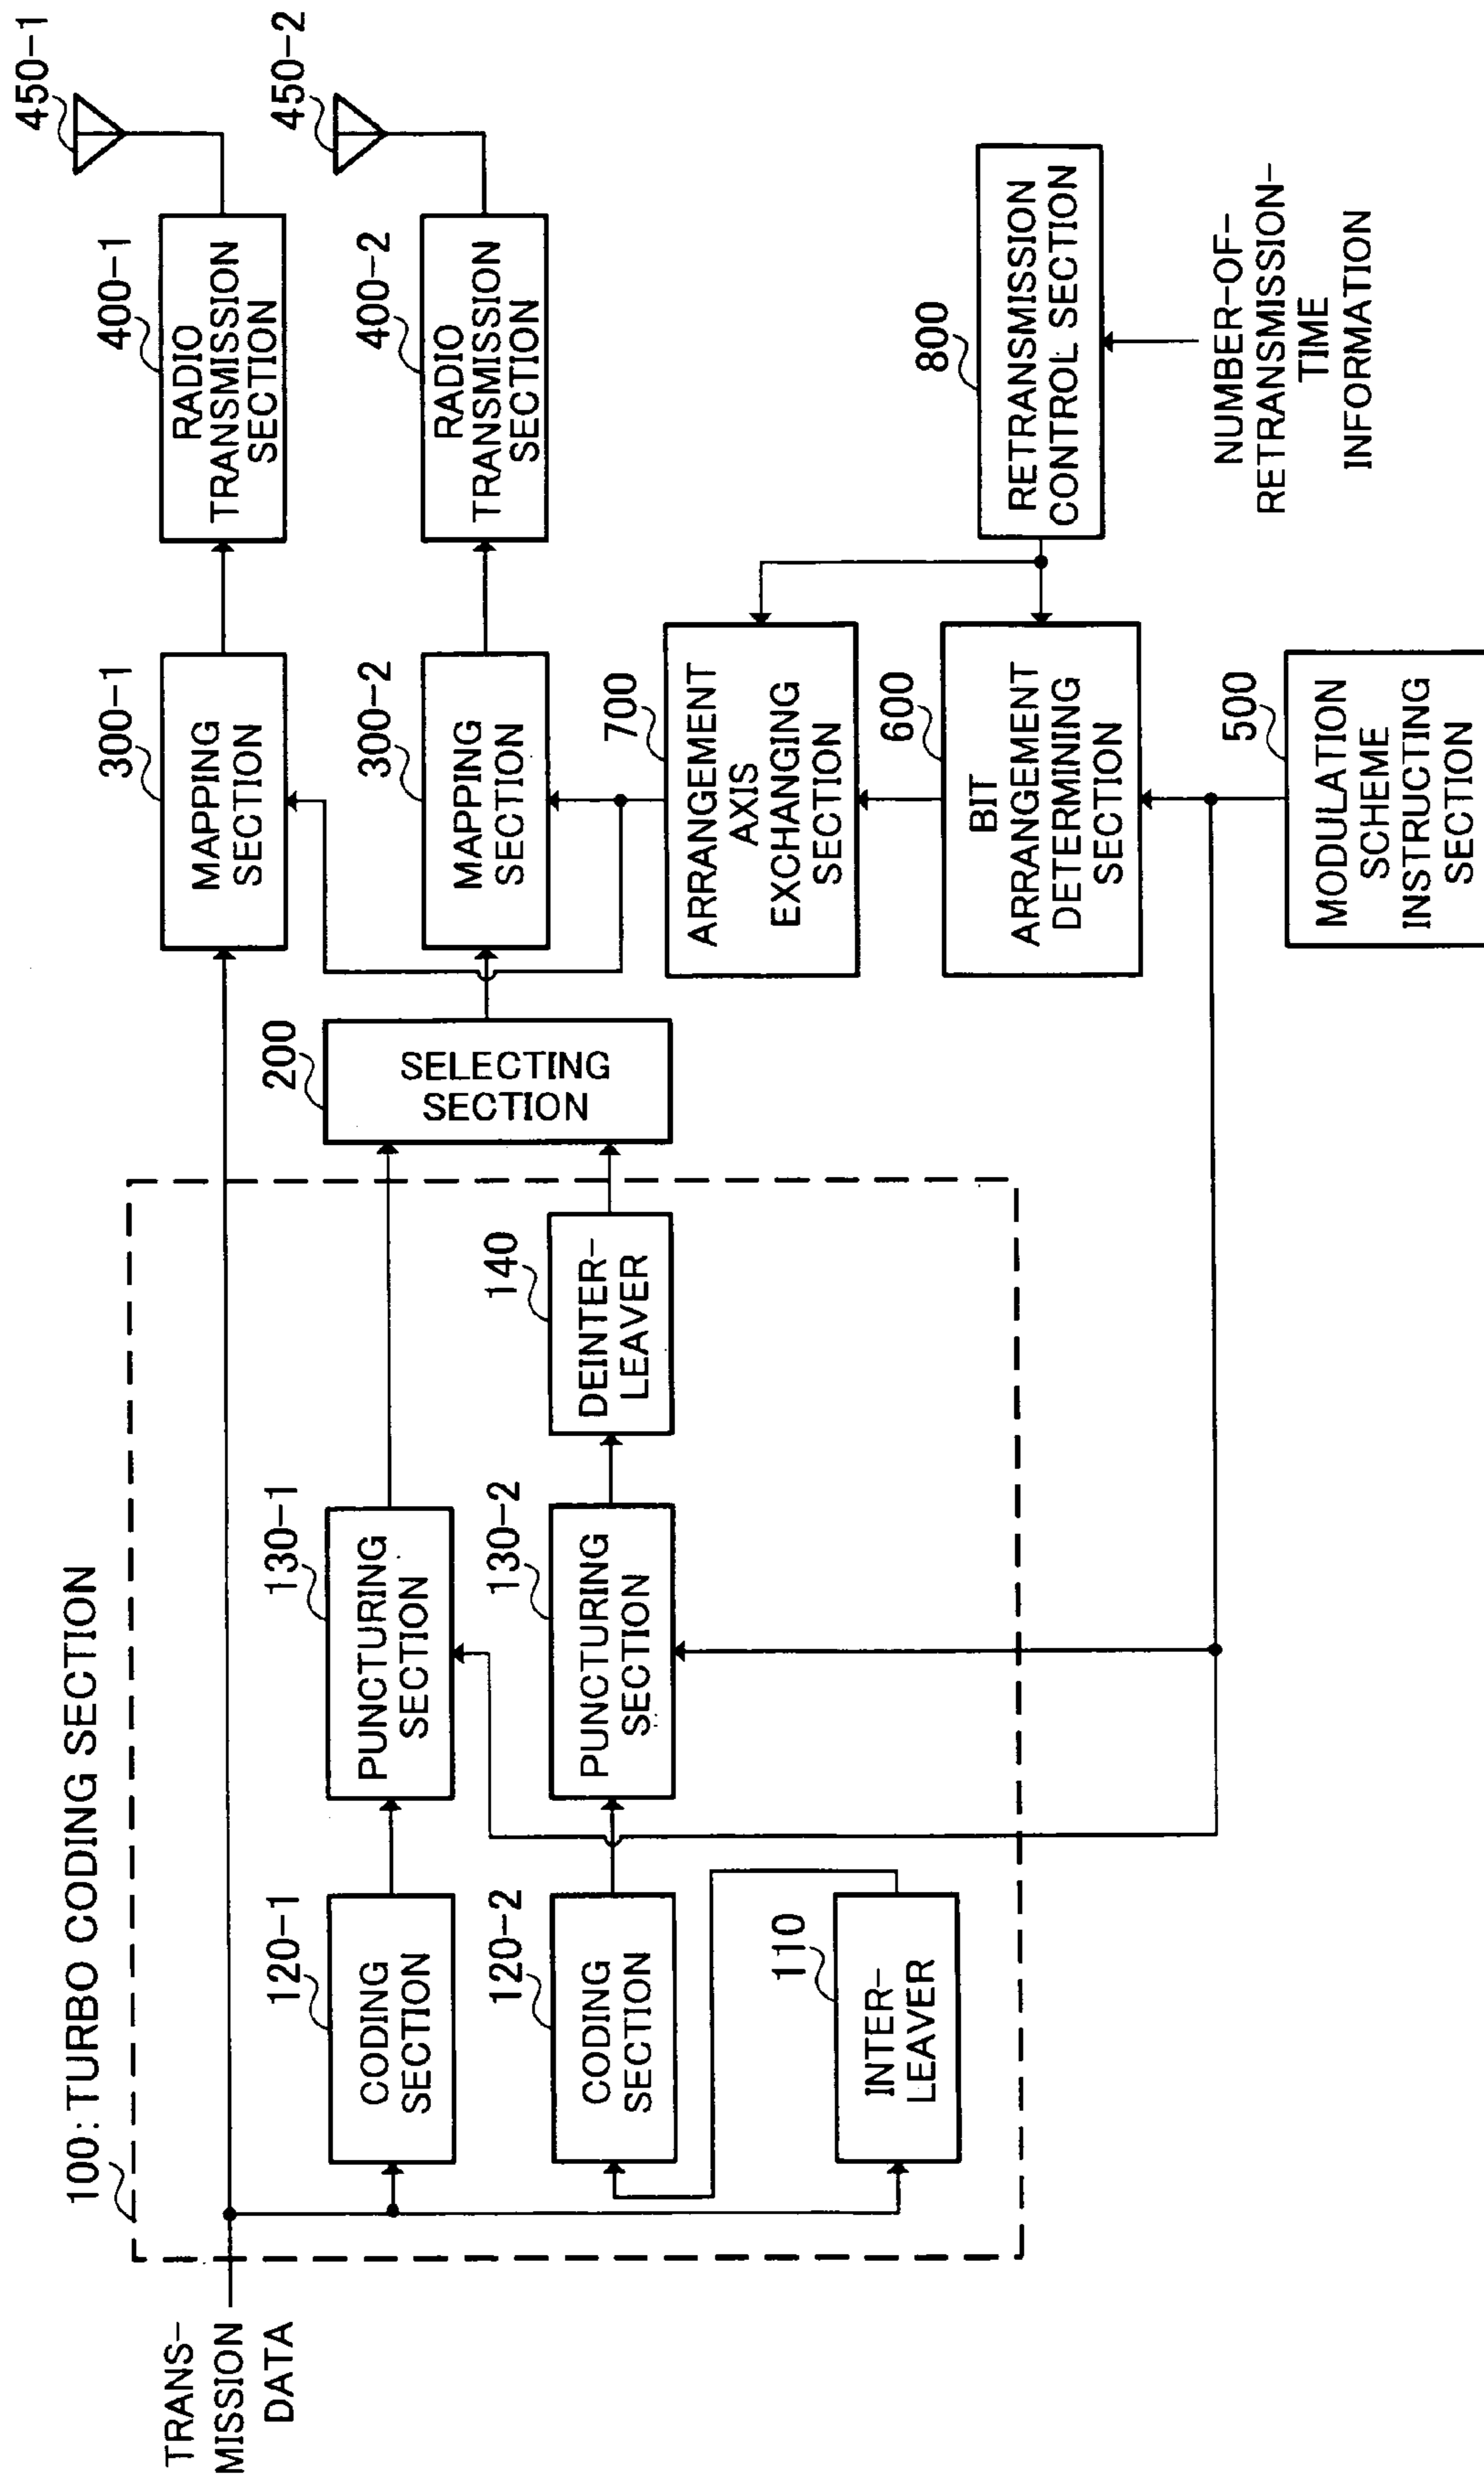 100:TURBO CODING SECTION
TRANS-
MISSION
DATA
120-1
CODING
SECTION
120-2
CODING
SECTION
110
INTER-
LEAVER
130-1
PUNCTURING
SECTION
130-2
PUNCTURING
SECTION
140
DEINTER-
LEAVER
200
SELECTING
SECTION
300-1
MAPPING
SECTION
300-2
MAPPING
SECTION
400-1
RADIO
TRANSMISSION
SECTION
400-2
RADIO
TRANSMISSION
SECTION
450-1
450-2
700
ARRANGEMENT
AXIS
EXCHANGING
SECTION
600
BIT
ARRANGEMENT
DETERMINING
SECTION
500
MODULATION
SCHEME
INSTRUCTING
SECTION
800
RETRANSMISSION
CONTROL SECTION
NUMBER-OF-
RETRANSMISSION-
TIME
INFORMATION